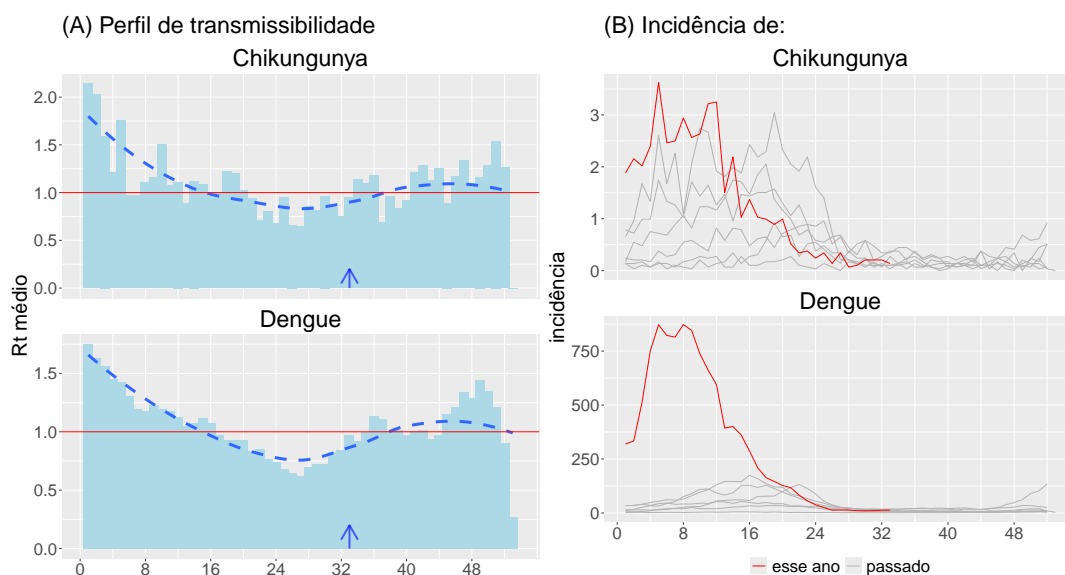 (A) Perfil de transmissibilidade
Chikungunya
2.0
1.5
1.0
0.5
0.0
Dengue
1.5
1.0
0.5
0.0
0 8 16 24 32 40 48
Rt médio
(B) Incidência de:
Chikungunya
3
2
1
0
Dengue
750
500
250
0
0 8 16 24 32 40 48
incidência
esse ano passado